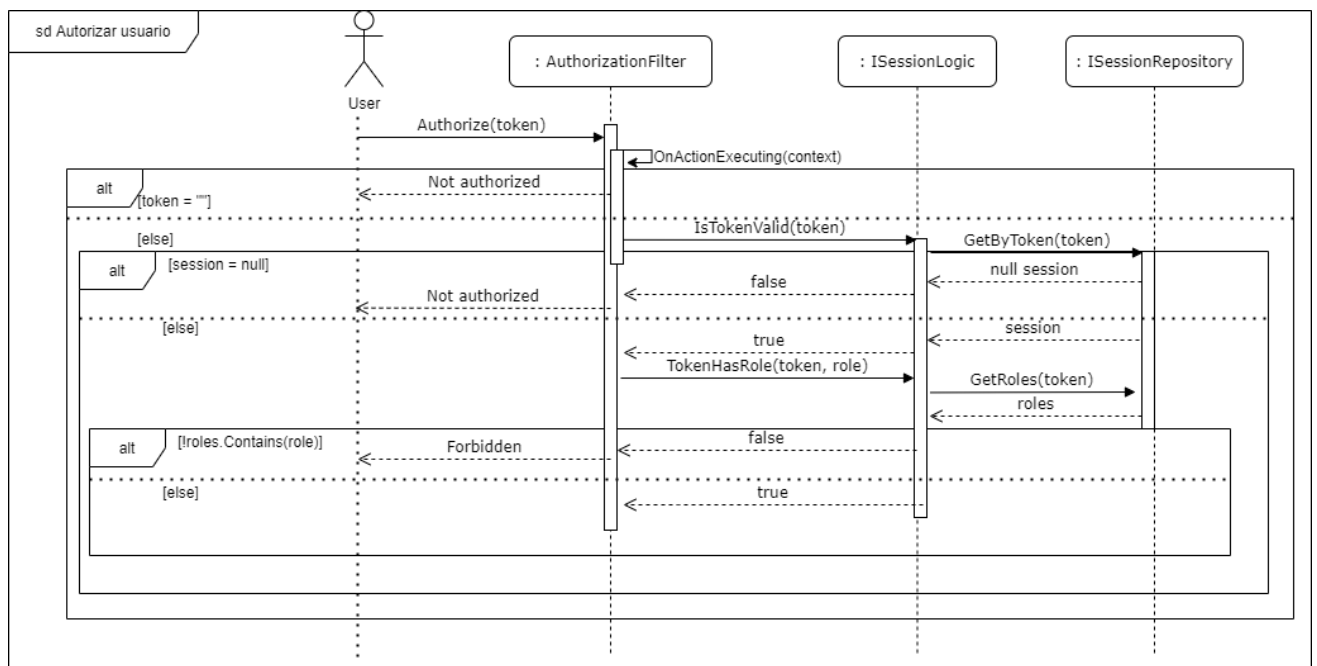 sd Autorizar usuario
User
: AuthorizationFilter
: ISessionLogic
: ISessionRepository
Authorize(token)
OnActionExecuting(context)
alt
[token = ""]
Not authorized
[else]
IsTokenValid(token)
GetByToken(token)
alt
[session = null]
null session
false
Not authorized
[else]
session
true
TokenHasRole(token, role)
GetRoles(token)
roles
alt
[!roles.Contains(role)]
false
Forbidden
[else]
true